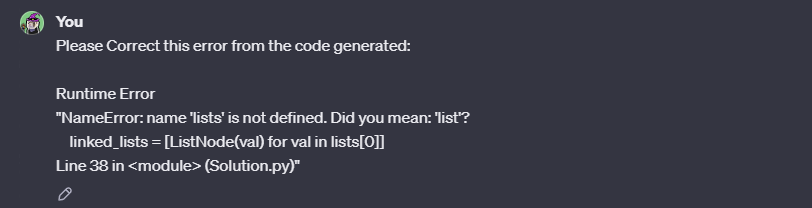 You
Please Correct this error from the code generated:
Runtime Error
"NameError: name 'lists' is not defined. Did you mean: 'list'?
linked_lists = [ListNode(val) for val in lists[0]]
Line 38 in <module> (Solution.py)"